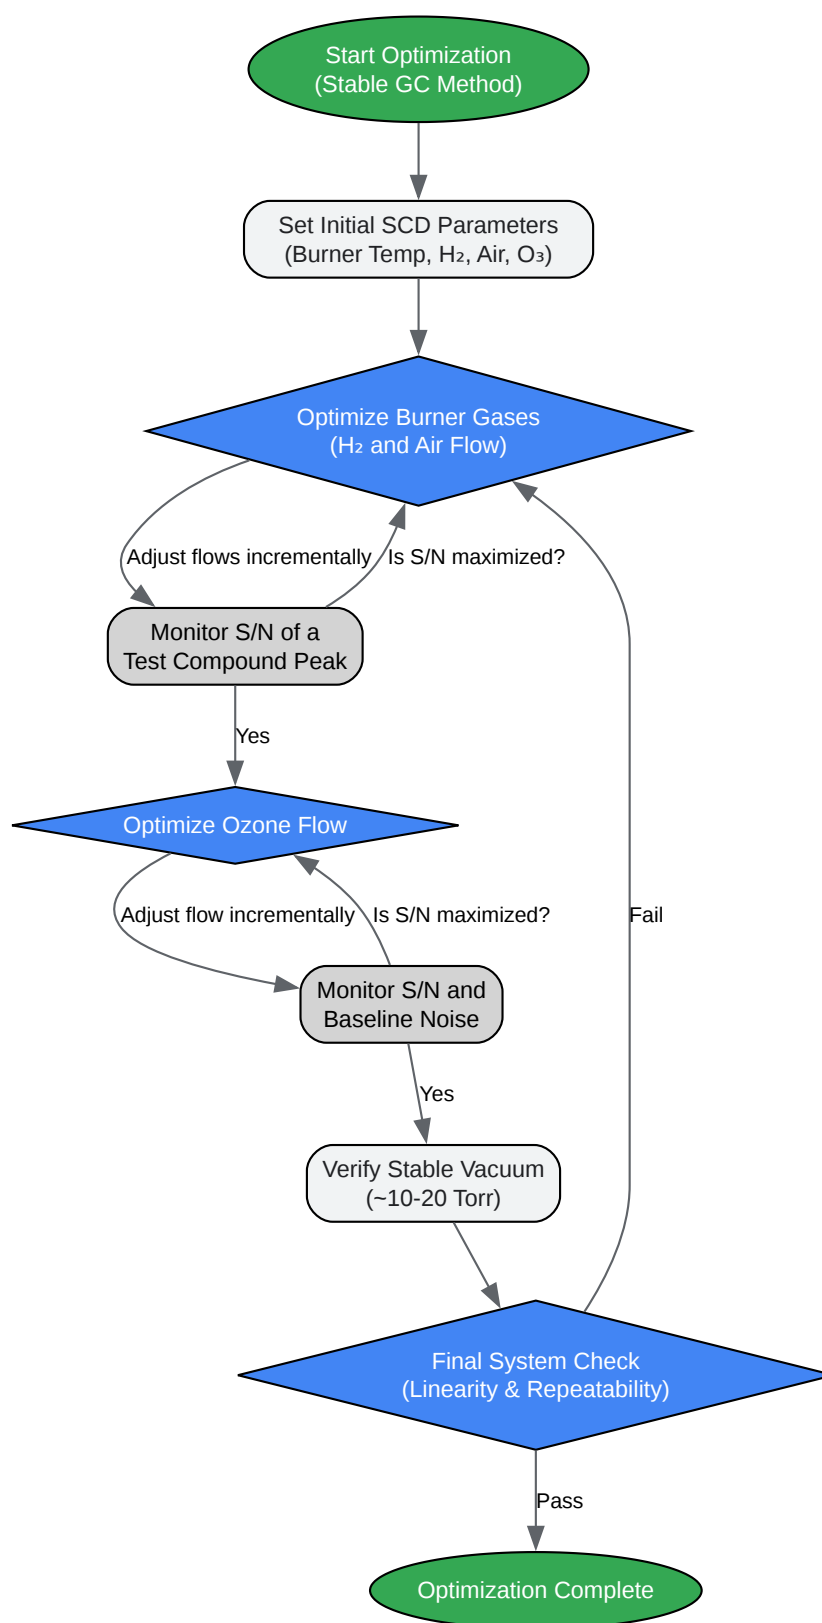 Start Optimization
(Stable GC Method)
Set Initial SCD Parameters
(Burner Temp, H₂, Air, O₃)
Optimize Burner Gases
(H₂ and Air Flow)
Adjust flows incrementally
Is S/N maximized?
Monitor S/N of a
Test Compound Peak
Yes
Optimize Ozone Flow
Adjust flow incrementally
Is S/N maximized?
Fail
Monitor S/N and
Baseline Noise
Yes
Verify Stable Vacuum
(~10-20 Torr)
Final System Check
(Linearity & Repeatability)
Pass
Optimization Complete